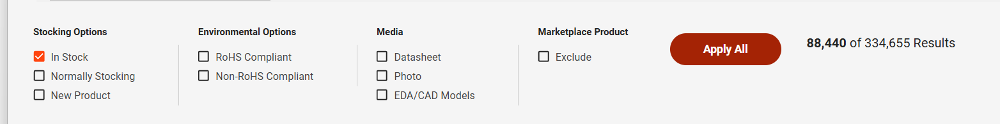 Stocking Options
In Stock
Normally Stocking
New Product
Environmental Options
RoHS Compliant
Non-RoHS Compliant
Media
Datasheet
Photo
EDA/CAD Models
Marketplace Product
Exclude
Apply All
88,440 of 334,655 Results